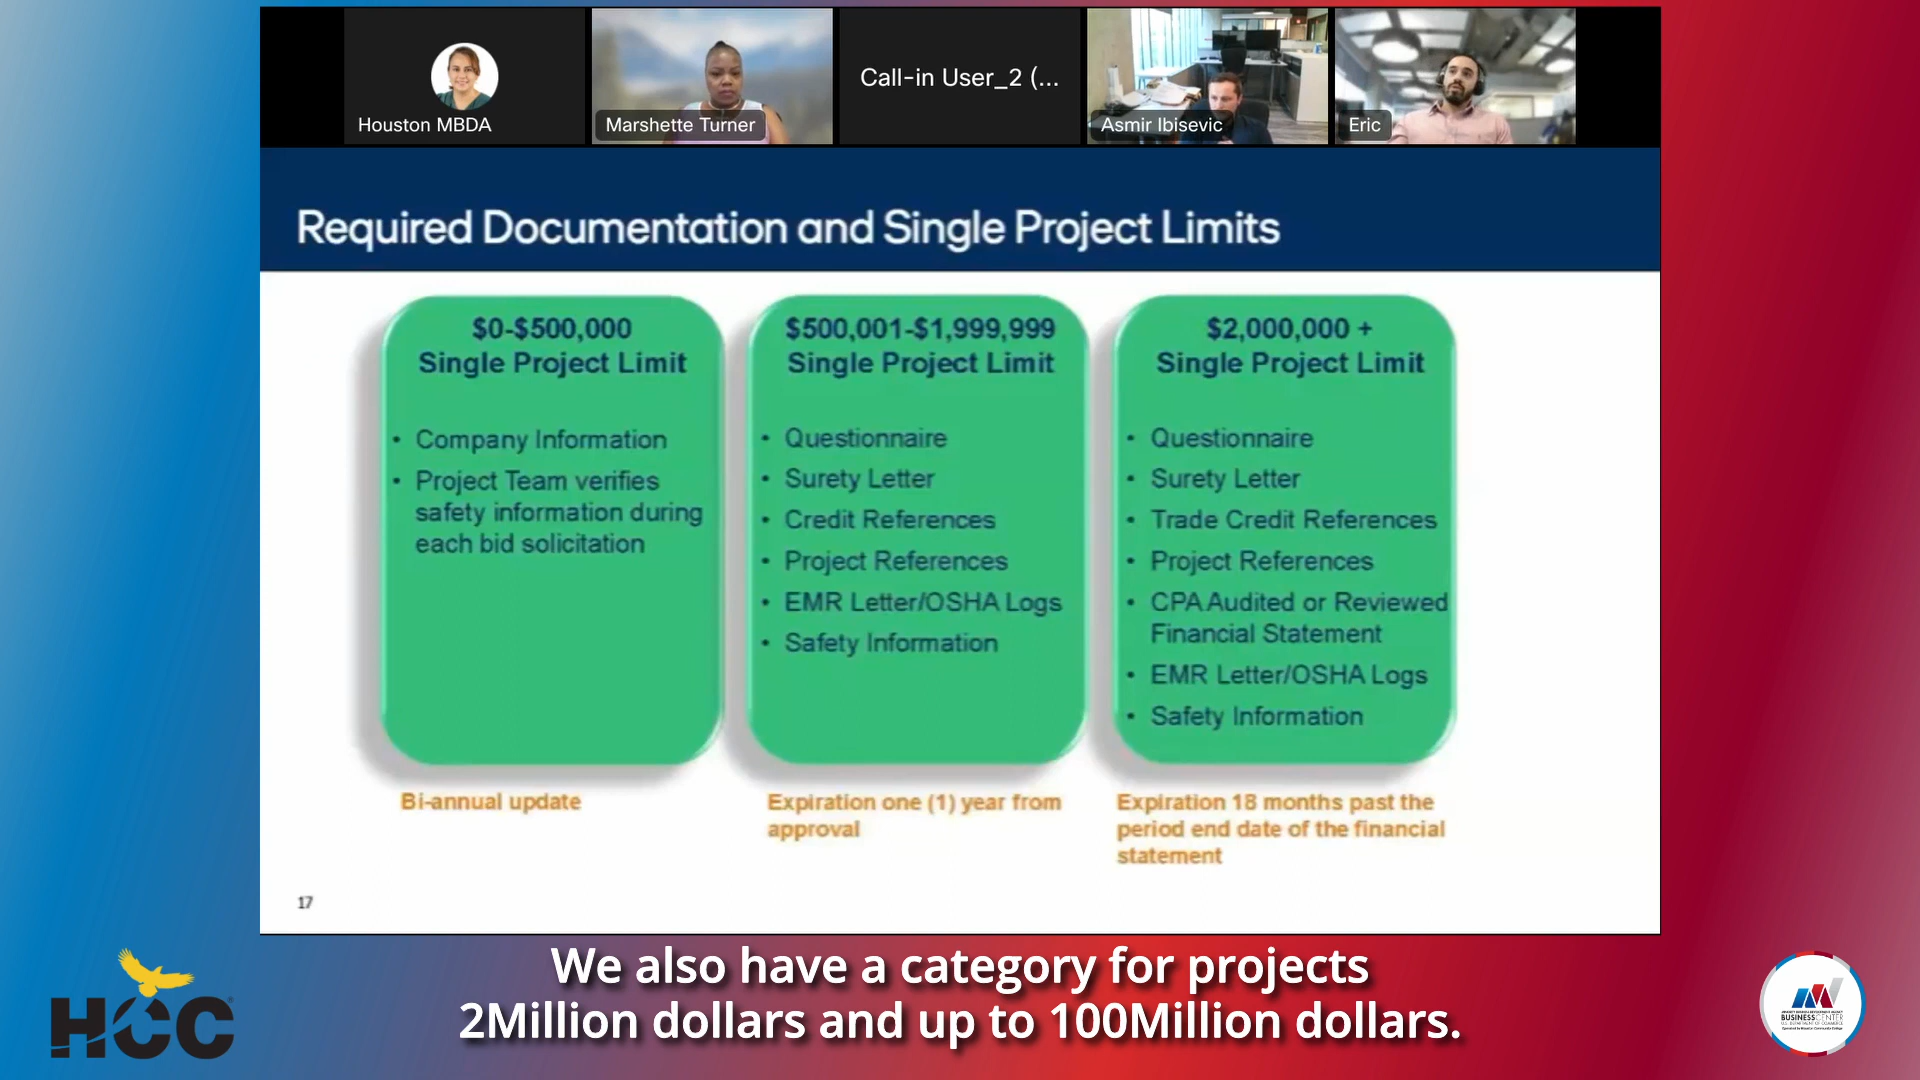 Houston MBDA
Marshette Turner
Call-in User_2 (...
Asmir Ibisevic
Eric
Required Documentation and Single Project Limits
$0-$500,000
Single Project Limit
• Company Information
• Project Team verifies
safety information during
each bid solicitation
Bi-annual update
$500,001-$1,999,999
Single Project Limit
• Questionnaire
• Surety Letter
• Credit References
• Project References
• EMR Letter/OSHA Logs
• Safety Information
Expiration one (1) year from
approval
$2,000,000 +
Single Project Limit
• Questionnaire
• Surety Letter
• Trade Credit References
• Project References
• CPA Audited or Reviewed
Financial Statement
• EMR Letter/OSHA Logs
• Safety Information
Expiration 18 months past the
period end date of the financial
statement
17
We also have a category for projects
2Million dollars and up to 100Million dollars.
HCC
BUSINESS CENTER